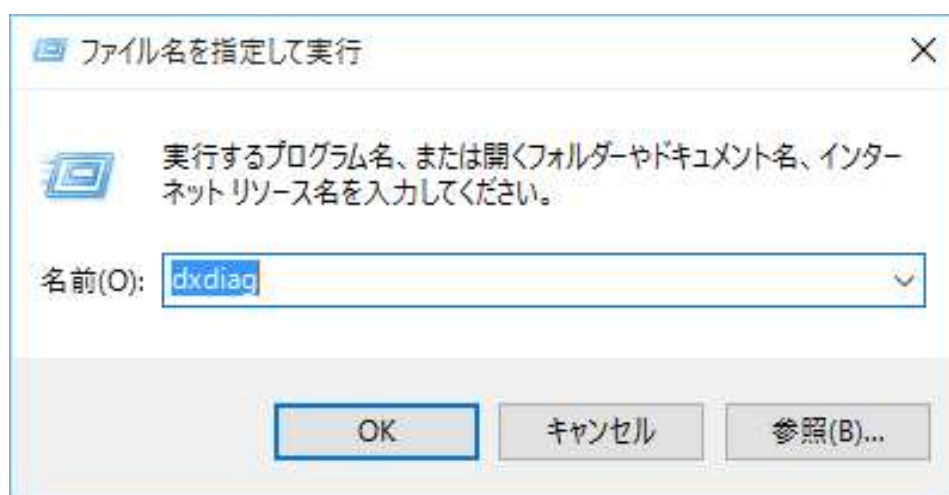 ファイル名を指定して実行
実行するプログラム名、または開くフォルダーやドキュメント名、インター
ネット リソース名を入力してください。
名前(O): dxdiag
OK キャンセル 参照(B)...